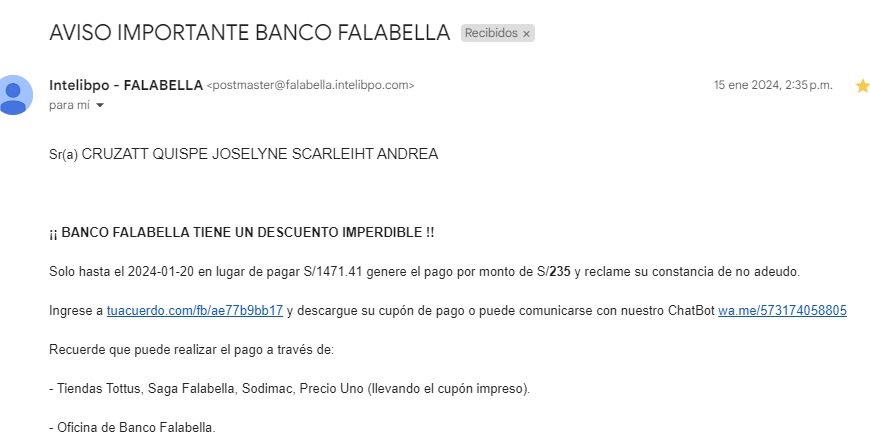 AVISO IMPORTANTE BANCO FALABELLA Recibidos ×
Intelibpo - FALABELLA <postmaster@falabella.intelibpo.com> 15 ene 2024, 2:35 p.m.
para mí
Sr(a) CRUZATT QUISPE JOSELYNE SCARLEIHT ANDREA
¡¡ BANCO FALABELLA TIENE UN DESCUENTO IMPERDIBLE !!
Solo hasta el 2024-01-20 en lugar de pagar S/1471.41 genere el pago por monto de S/235 y reclame su constancia de no adeudo.
Ingrese a tuacuerdo.com/fb/ae77b9bb17 y descargue su cupón de pago o puede comunicarse con nuestro ChatBot wa.me/573174058805
Recuerde que puede realizar el pago a través de:
- Tiendas Tottus, Saga Falabella, Sodimac, Precio Uno (llevando el cupón impreso).
- Oficina de Banco Falabella.